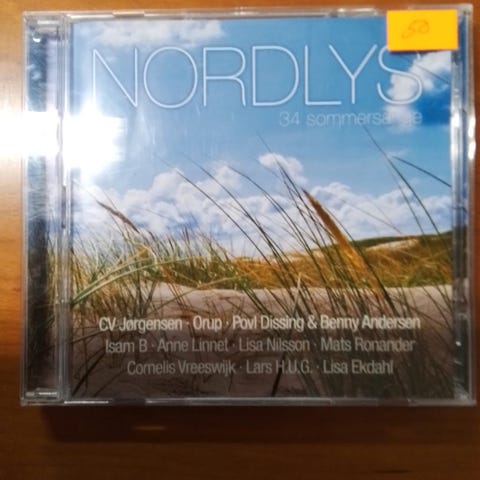 50
NORDLYS
34 sommersange
CV Jørgensen · Orup · Povl Dissing & Benny Andersen
Isam B · Anne Linnet · Lisa Nilsson · Mats Ronander
Cornelis Vreeswijk · Lars H.U.G. · Lisa Ekdahl